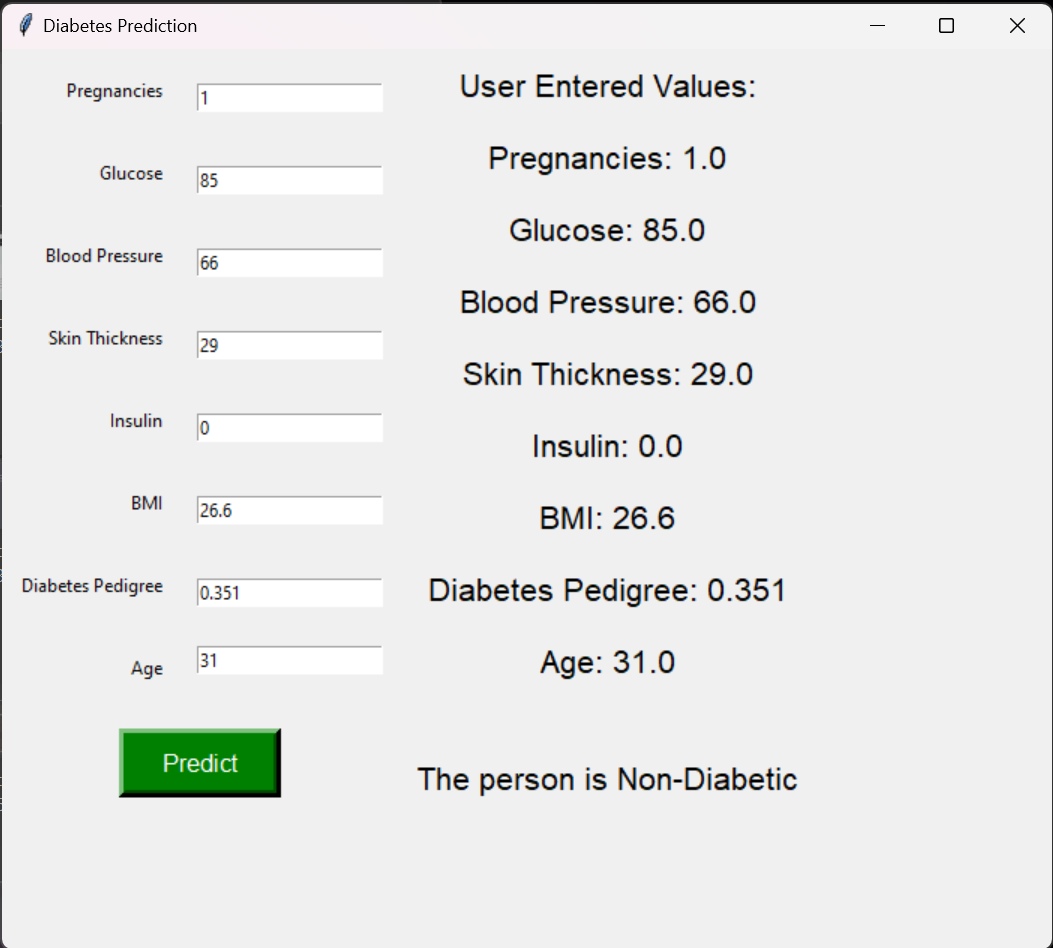 Diabetes Prediction
Pregnancies 1
Glucose 85
Blood Pressure 66
Skin Thickness 29
Insulin 0
BMI 26.6
Diabetes Pedigree 0.351
Age 31
Predict
User Entered Values:
Pregnancies: 1.0
Glucose: 85.0
Blood Pressure: 66.0
Skin Thickness: 29.0
Insulin: 0.0
BMI: 26.6
Diabetes Pedigree: 0.351
Age: 31.0
The person is Non-Diabetic